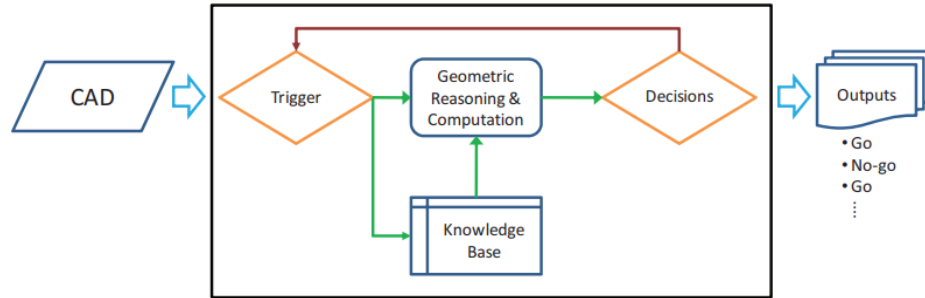 CAD
Trigger
Geometric
Reasoning &
Computation
Decisions
Outputs
• Go
• No-go
• Go
⋮
Knowledge
Base